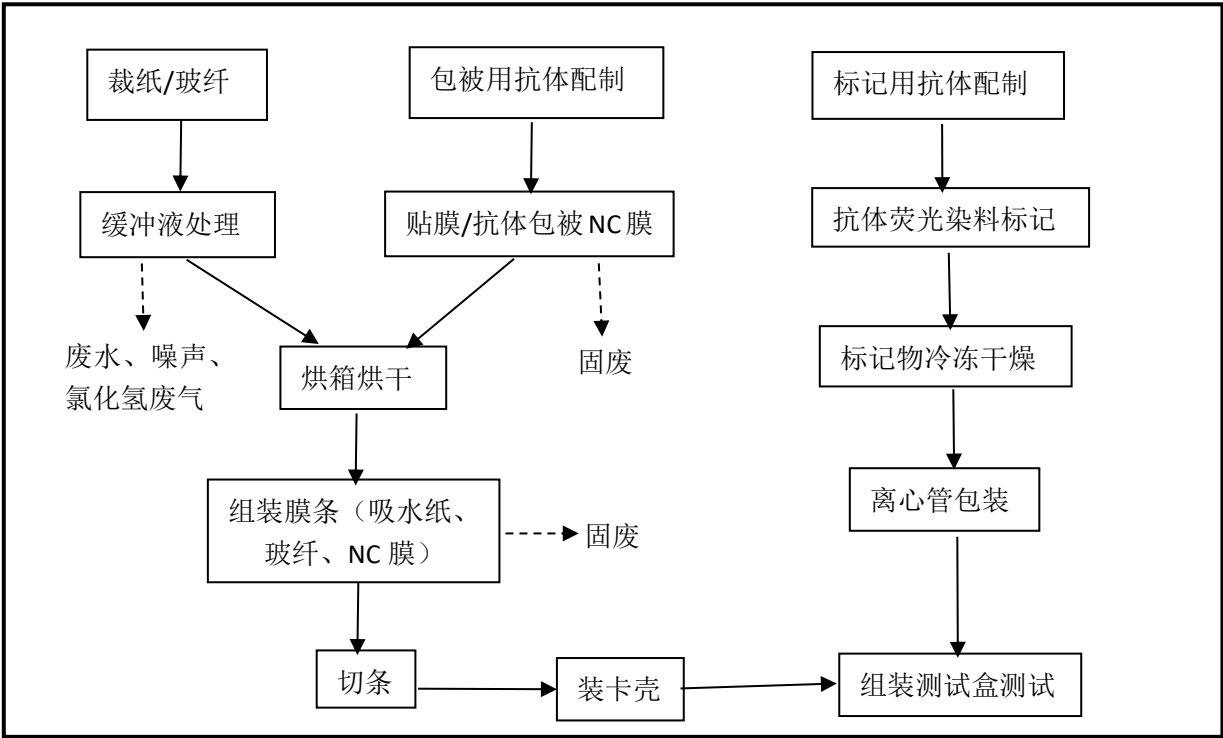 裁纸/玻纤
包被用抗体配制
标记用抗体配制
缓冲液处理
贴膜/抗体包被NC膜
抗体荧光染料标记
废水、噪声、
氯化氢废气
烘箱烘干
固废
标记物冷冻干燥
组装膜条（吸水纸、
玻纤、NC 膜）
固废
离心管包装
切条
装卡壳
组装测试盒测试